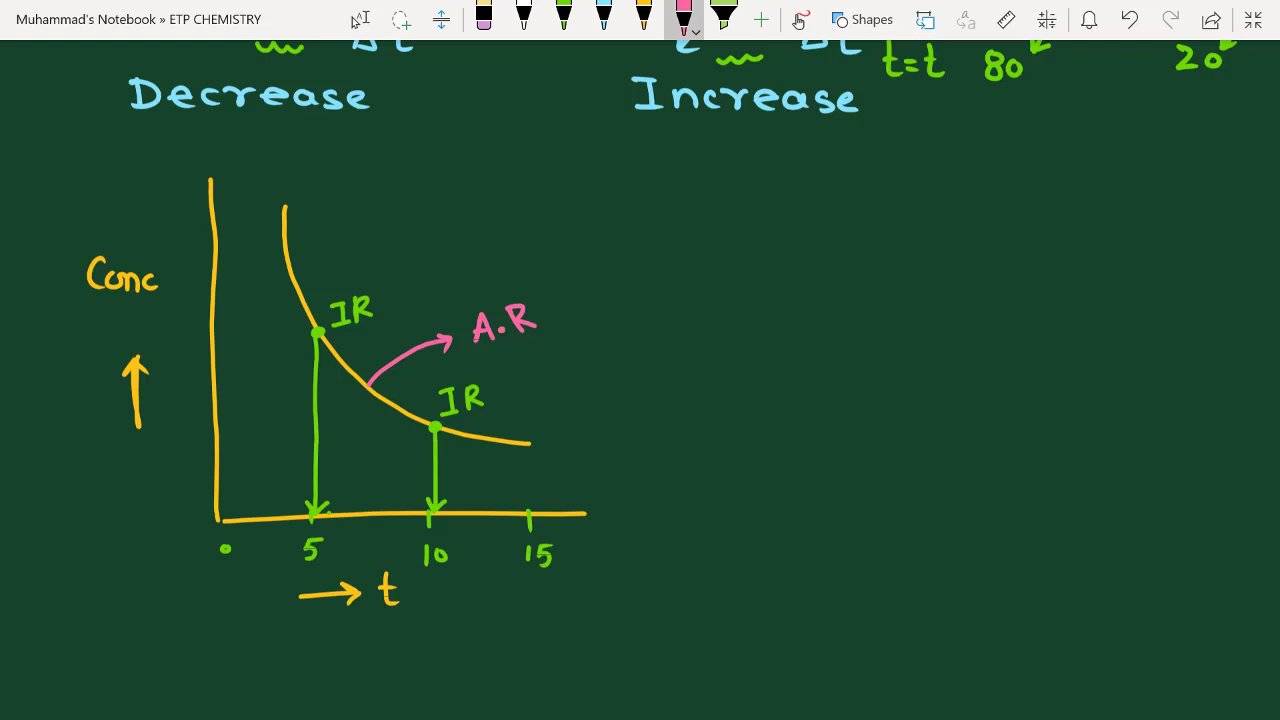 Muhammad's Notebook » ETP CHEMISTRY
Shapes
t=t 80 20
Decrease Increase
Conc
IR
A.R
IR
0 5 10 15
t